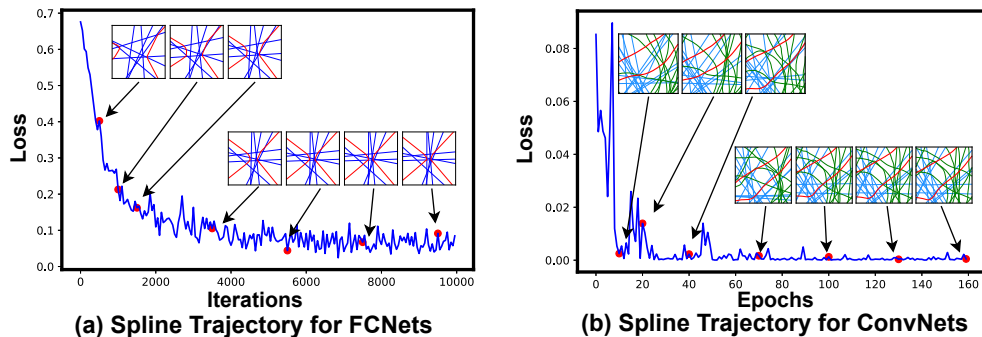 Loss
0.7
0.6
0.5
0.4
0.3
0.2
0.1
0.0
0 2000 4000 6000 8000 10000
Iterations
(a) Spline Trajectory for FCNets
Loss
0.08
0.06
0.04
0.02
0.00
0 20 40 60 80 100 120 140 160
Epochs
(b) Spline Trajectory for ConvNets